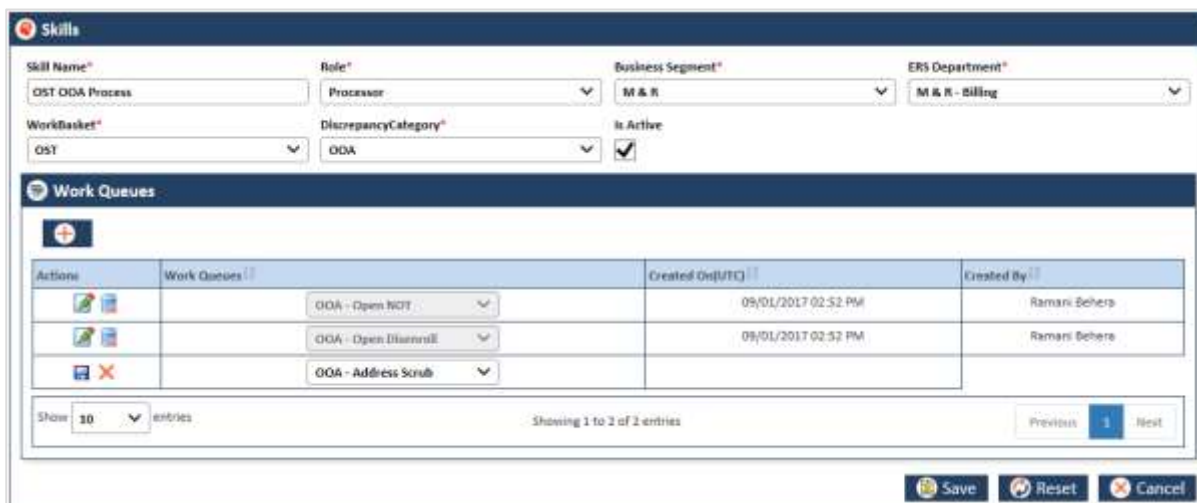 Skills
Skill Name* Role* Business Segment* ERS Department*
OST OOA Process Processor M & R M & R - Billing
WorkBasket* DiscrepancyCategory* Is Active
OST OOA
Work Queues
Actions Work Queues Created On(UTC) Created By
OOA - Open NOT 09/01/2017 02:52 PM Ramani Behera
OOA - Open Disenroll 09/01/2017 02:52 PM Ramani Behera
OOA - Address Scrub
Show 10 entries Showing 1 to 2 of 2 entries Previous 1 Next
Save Reset Cancel